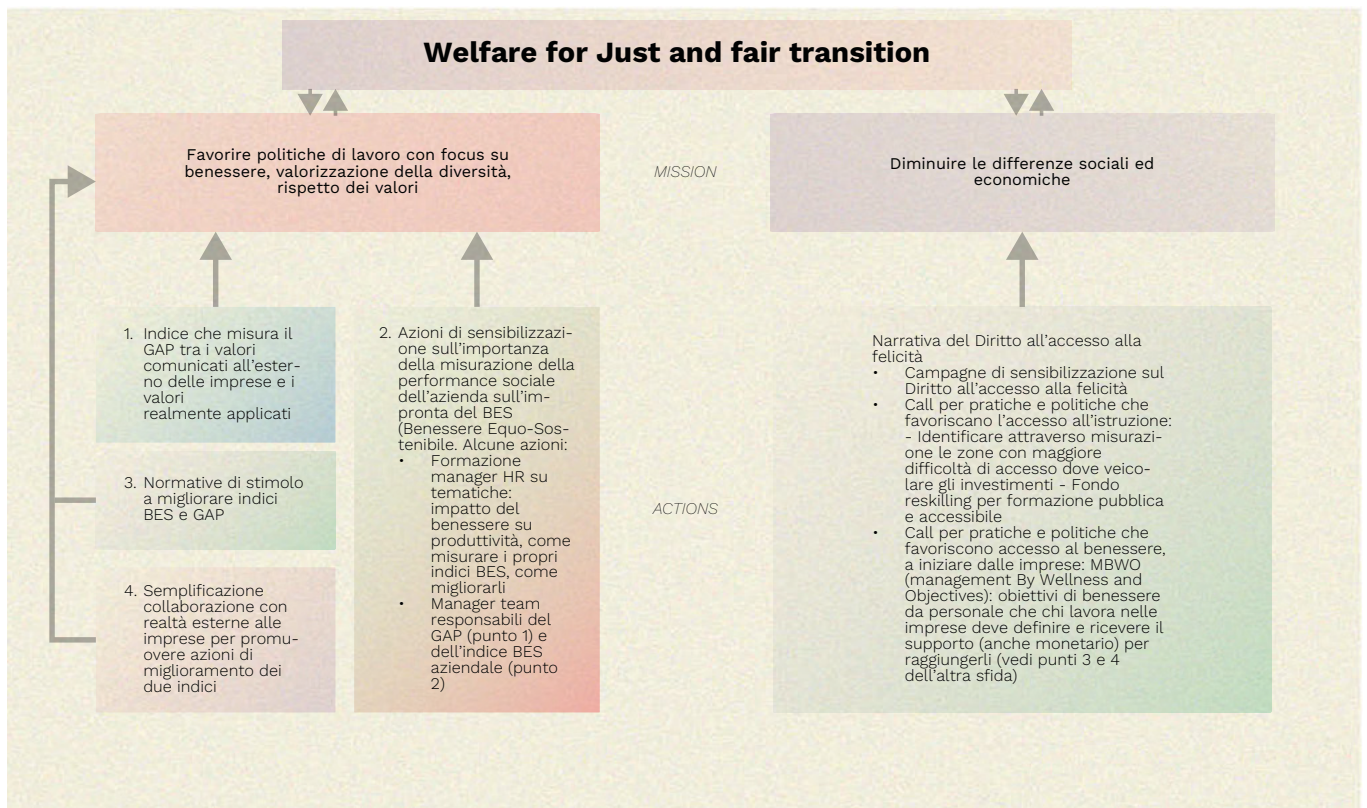 Welfare for Just and fair transition
Favorire politiche di lavoro con focus su
benessere, valorizzazione della diversità,
rispetto dei valori
MISSION
Diminuire le differenze sociali ed
economiche
1. Indice che misura il
GAP tra i valori
comunicati all'ester-
no delle imprese e i
valori
realmente applicati
3. Normative di stimolo
a migliorare indici
BES e GAP
4. Semplificazione
collaborazione con
realtà esterne alle
imprese per promu-
overe azioni di
miglioramento dei
due indici
2. Azioni di sensibilizzazi-
one sull'importanza
della misurazione della
performance sociale
dell'azienda sull'im-
pronta del BES
(Benessere Equo-Sos-
tenibile. Alcune azioni:
• Formazione
manager HR su
tematiche:
impatto del
benessere su
produttività, come
misurare i propri
indici BES, come
migliorarli
• Manager team
responsabili del
GAP (punto 1) e
dell'indice BES
aziendale (punto
2)
ACTIONS
Narrativa del Diritto all'accesso alla
felicità
• Campagne di sensibilizzazione sul
Diritto all'accesso alla felicità
• Call per pratiche e politiche che
favoriscano l'accesso all'istruzione:
- Identificare attraverso misurazi-
one le zone con maggiore
difficoltà di accesso dove veico-
lare gli investimenti - Fondo
reskilling per formazione pubblica
e accessibile
• Call per pratiche e politiche che
favoriscono accesso al benessere,
a iniziare dalle imprese: MBWO
(management By Wellness and
Objectives): obiettivi di benessere
da personale che chi lavora nelle
imprese deve definire e ricevere il
supporto (anche monetario) per
raggiungerli (vedi punti 3 e 4
dell'altra sfida)